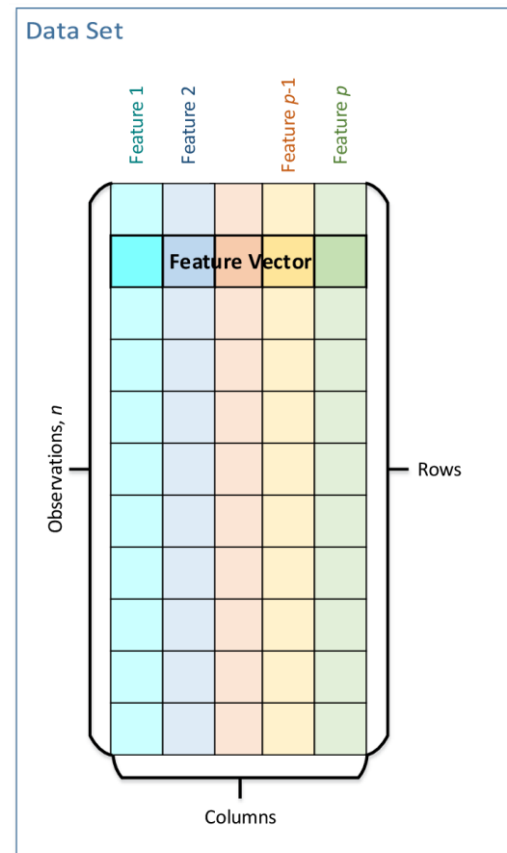 Data Set
Feature 1
Feature 2
Feature p-1
Feature p
Feature Vector
Observations, n
Rows
Columns